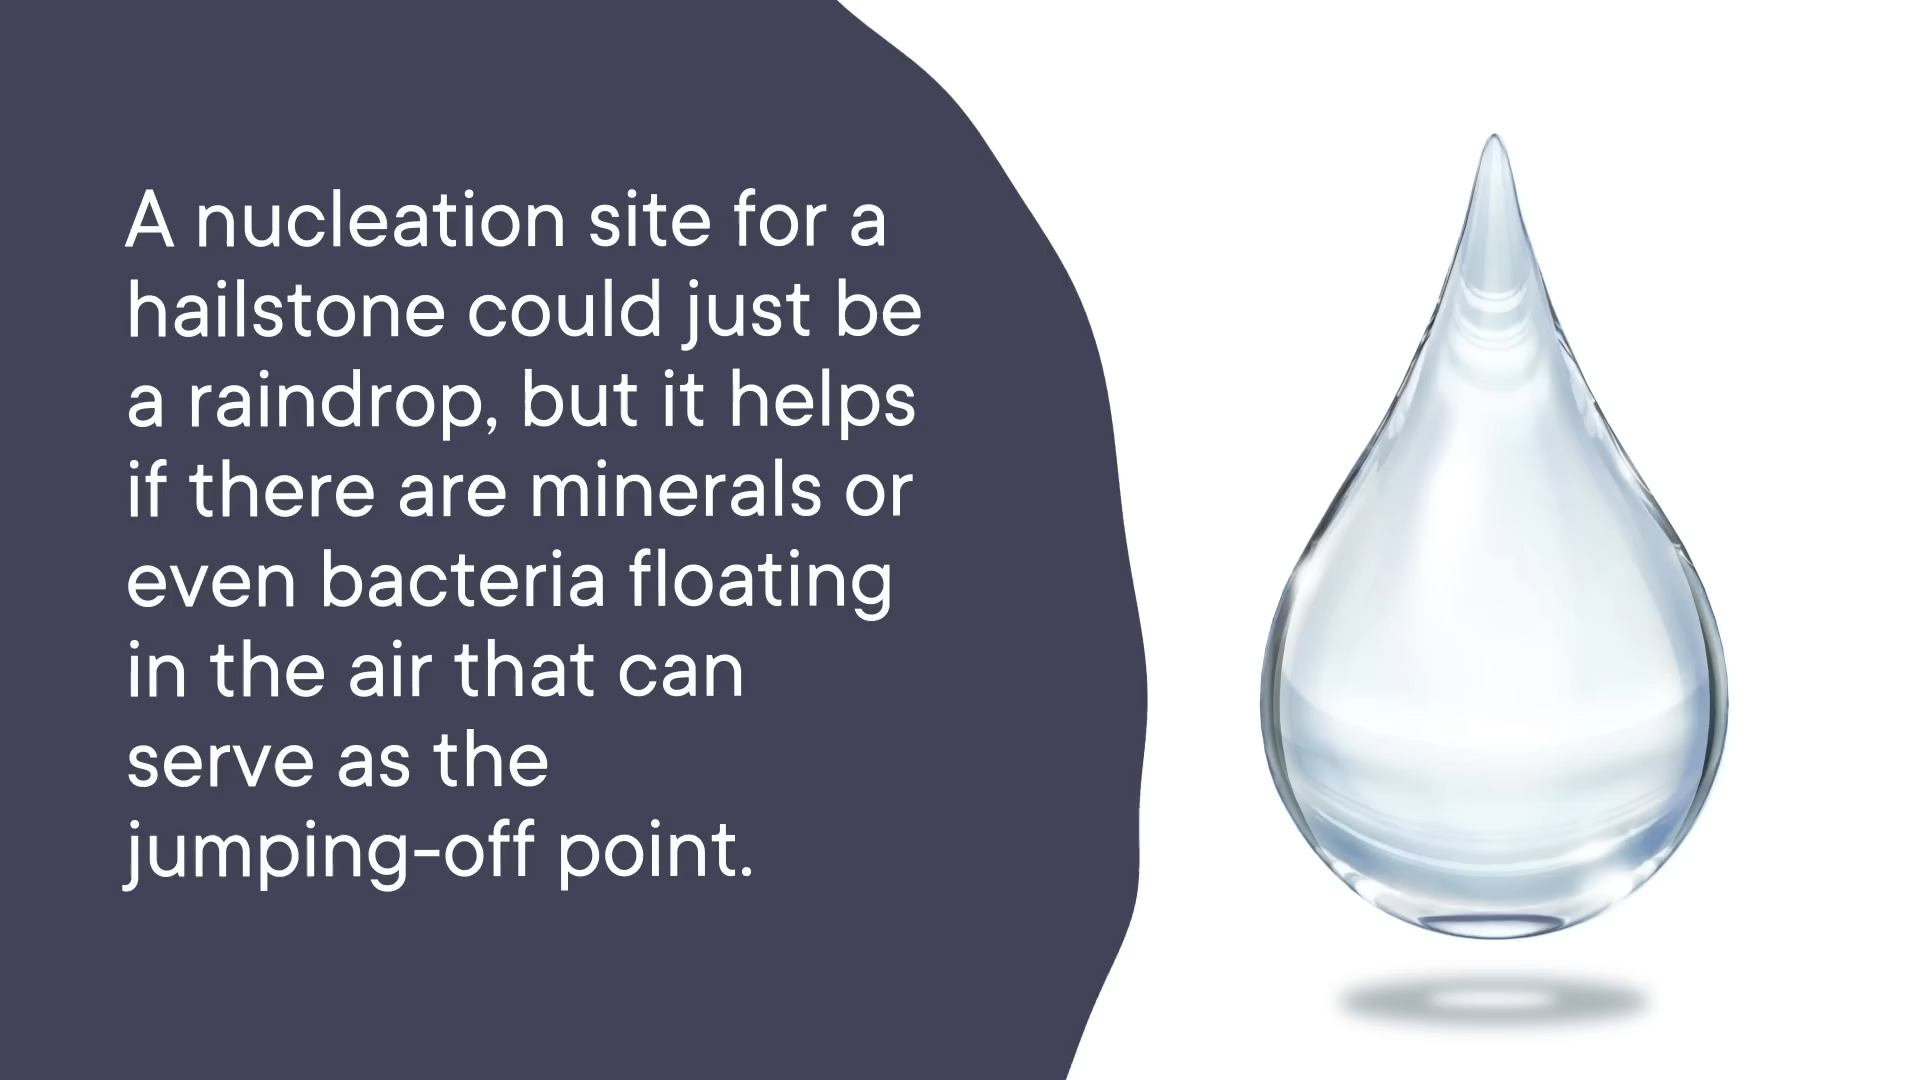 A nucleation site for a
hailstone could just be
a raindrop, but it helps
if there are minerals or
even bacteria floating
in the air that can
serve as the
jumping-off point.